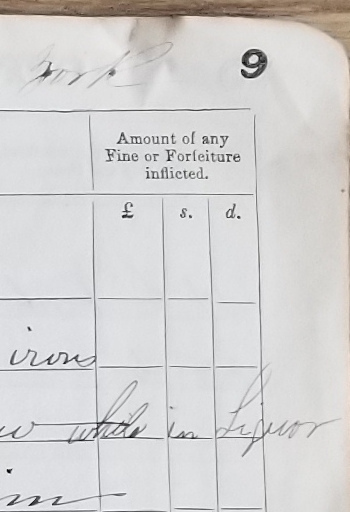 9
York
Amount of any
Fine or Forfeiture
inflicted.
£ s. d.
irons
while in Liquor